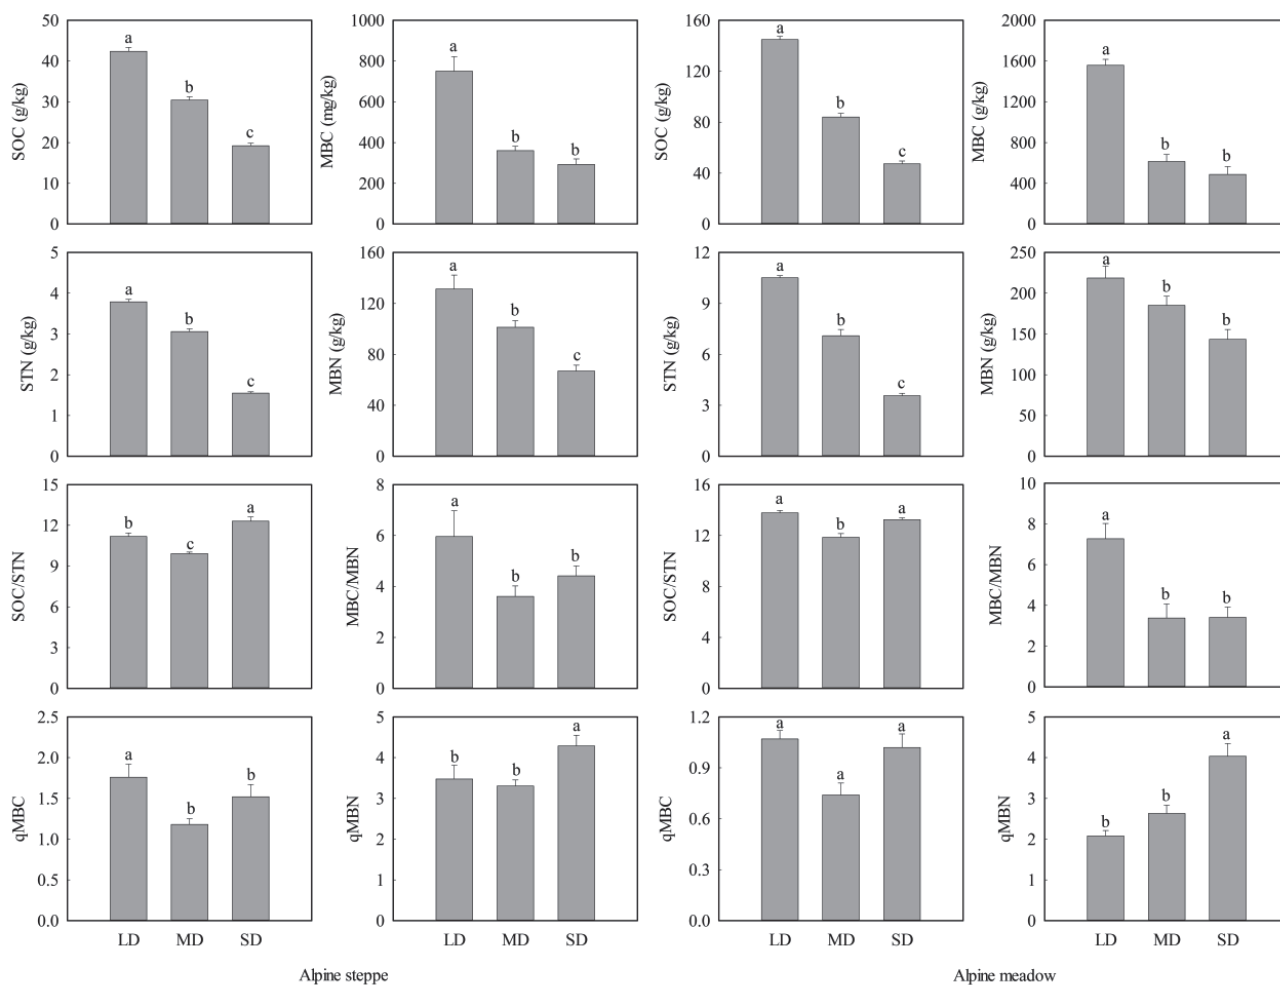 SOC (g/kg)
50
40
30
20
10
0
a
b
c
MBC (mg/kg)
1000
800
600
400
200
0
a
b
b
SOC (g/kg)
160
120
80
40
0
a
b
c
MBC (g/kg)
2000
1600
1200
800
400
0
a
b
b
STN (g/kg)
5
4
3
2
1
0
a
b
c
MBN (g/kg)
160
120
80
40
0
a
b
c
STN (g/kg)
12
9
6
3
0
a
b
c
MBN (g/kg)
250
200
150
100
50
0
a
b
b
SOC/STN
15
12
9
6
3
0
b
c
a
MBC/MBN
8
6
4
2
0
a
b
b
SOC/STN
16
12
8
4
0
a
b
a
MBC/MBN
10
8
6
4
2
0
a
b
b
qMBC
2.5
2.0
1.5
1.0
0.5
0.0
a
b
b
LD MD SD
qMBN
5
4
3
2
1
0
b
b
a
LD MD SD
qMBC
1.2
0.9
0.6
0.3
0.0
a
a
a
LD MD SD
qMBN
5
4
3
2
1
0
b
b
a
LD MD SD
Alpine steppe
Alpine meadow